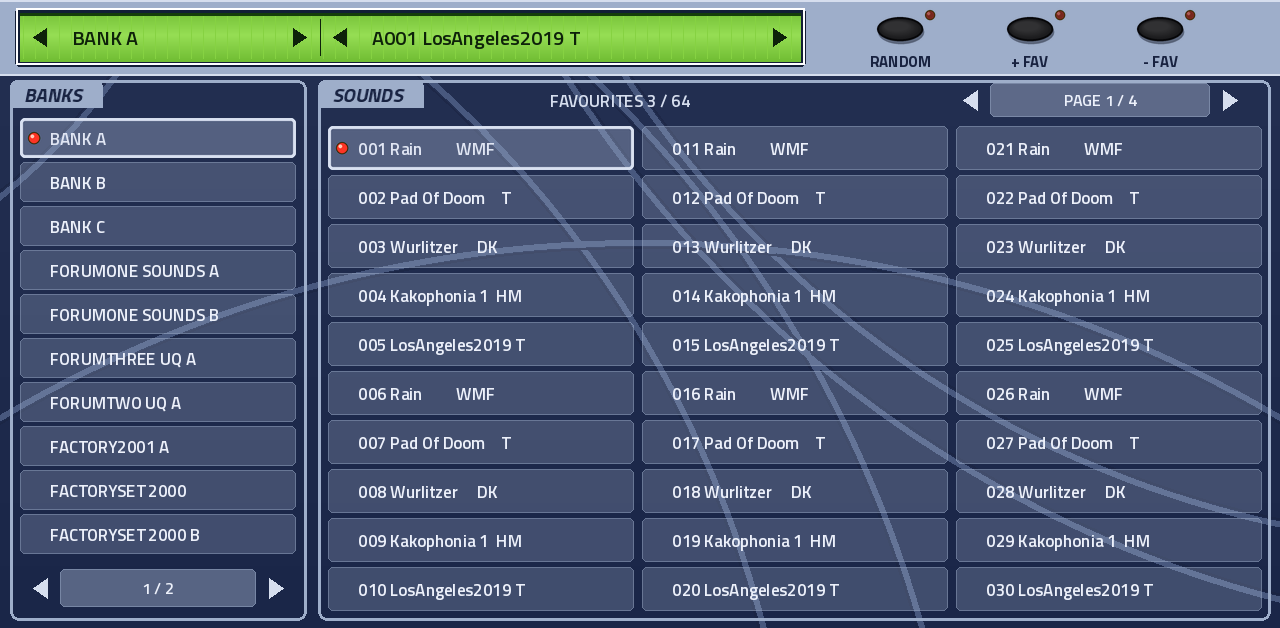 BANK A
A001 LosAngeles2019 T
RANDOM
+ FAV
- FAV
BANKS
BANK A
BANK B
BANK C
FORUMONE SOUNDS A
FORUMONE SOUNDS B
FORUMTHREE UQ A
FORUMTWO UQ A
FACTORY2001 A
FACTORYSET2000
FACTORYSET2000 B
1 / 2
SOUNDS
FAVOURITES 3 / 64
PAGE 1 / 4
001 Rain WMF
002 Pad Of Doom T
003 Wurlitzer DK
004 Kakophonia 1 HM
005 LosAngeles2019 T
006 Rain WMF
007 Pad Of Doom T
008 Wurlitzer DK
009 Kakophonia 1 HM
010 LosAngeles2019 T
011 Rain WMF
012 Pad Of Doom T
013 Wurlitzer DK
014 Kakophonia 1 HM
015 LosAngeles2019 T
016 Rain WMF
017 Pad Of Doom T
018 Wurlitzer DK
019 Kakophonia 1 HM
020 LosAngeles2019 T
021 Rain WMF
022 Pad Of Doom T
023 Wurlitzer DK
024 Kakophonia 1 HM
025 LosAngeles2019 T
026 Rain WMF
027 Pad Of Doom T
028 Wurlitzer DK
029 Kakophonia 1 HM
030 LosAngeles2019 T